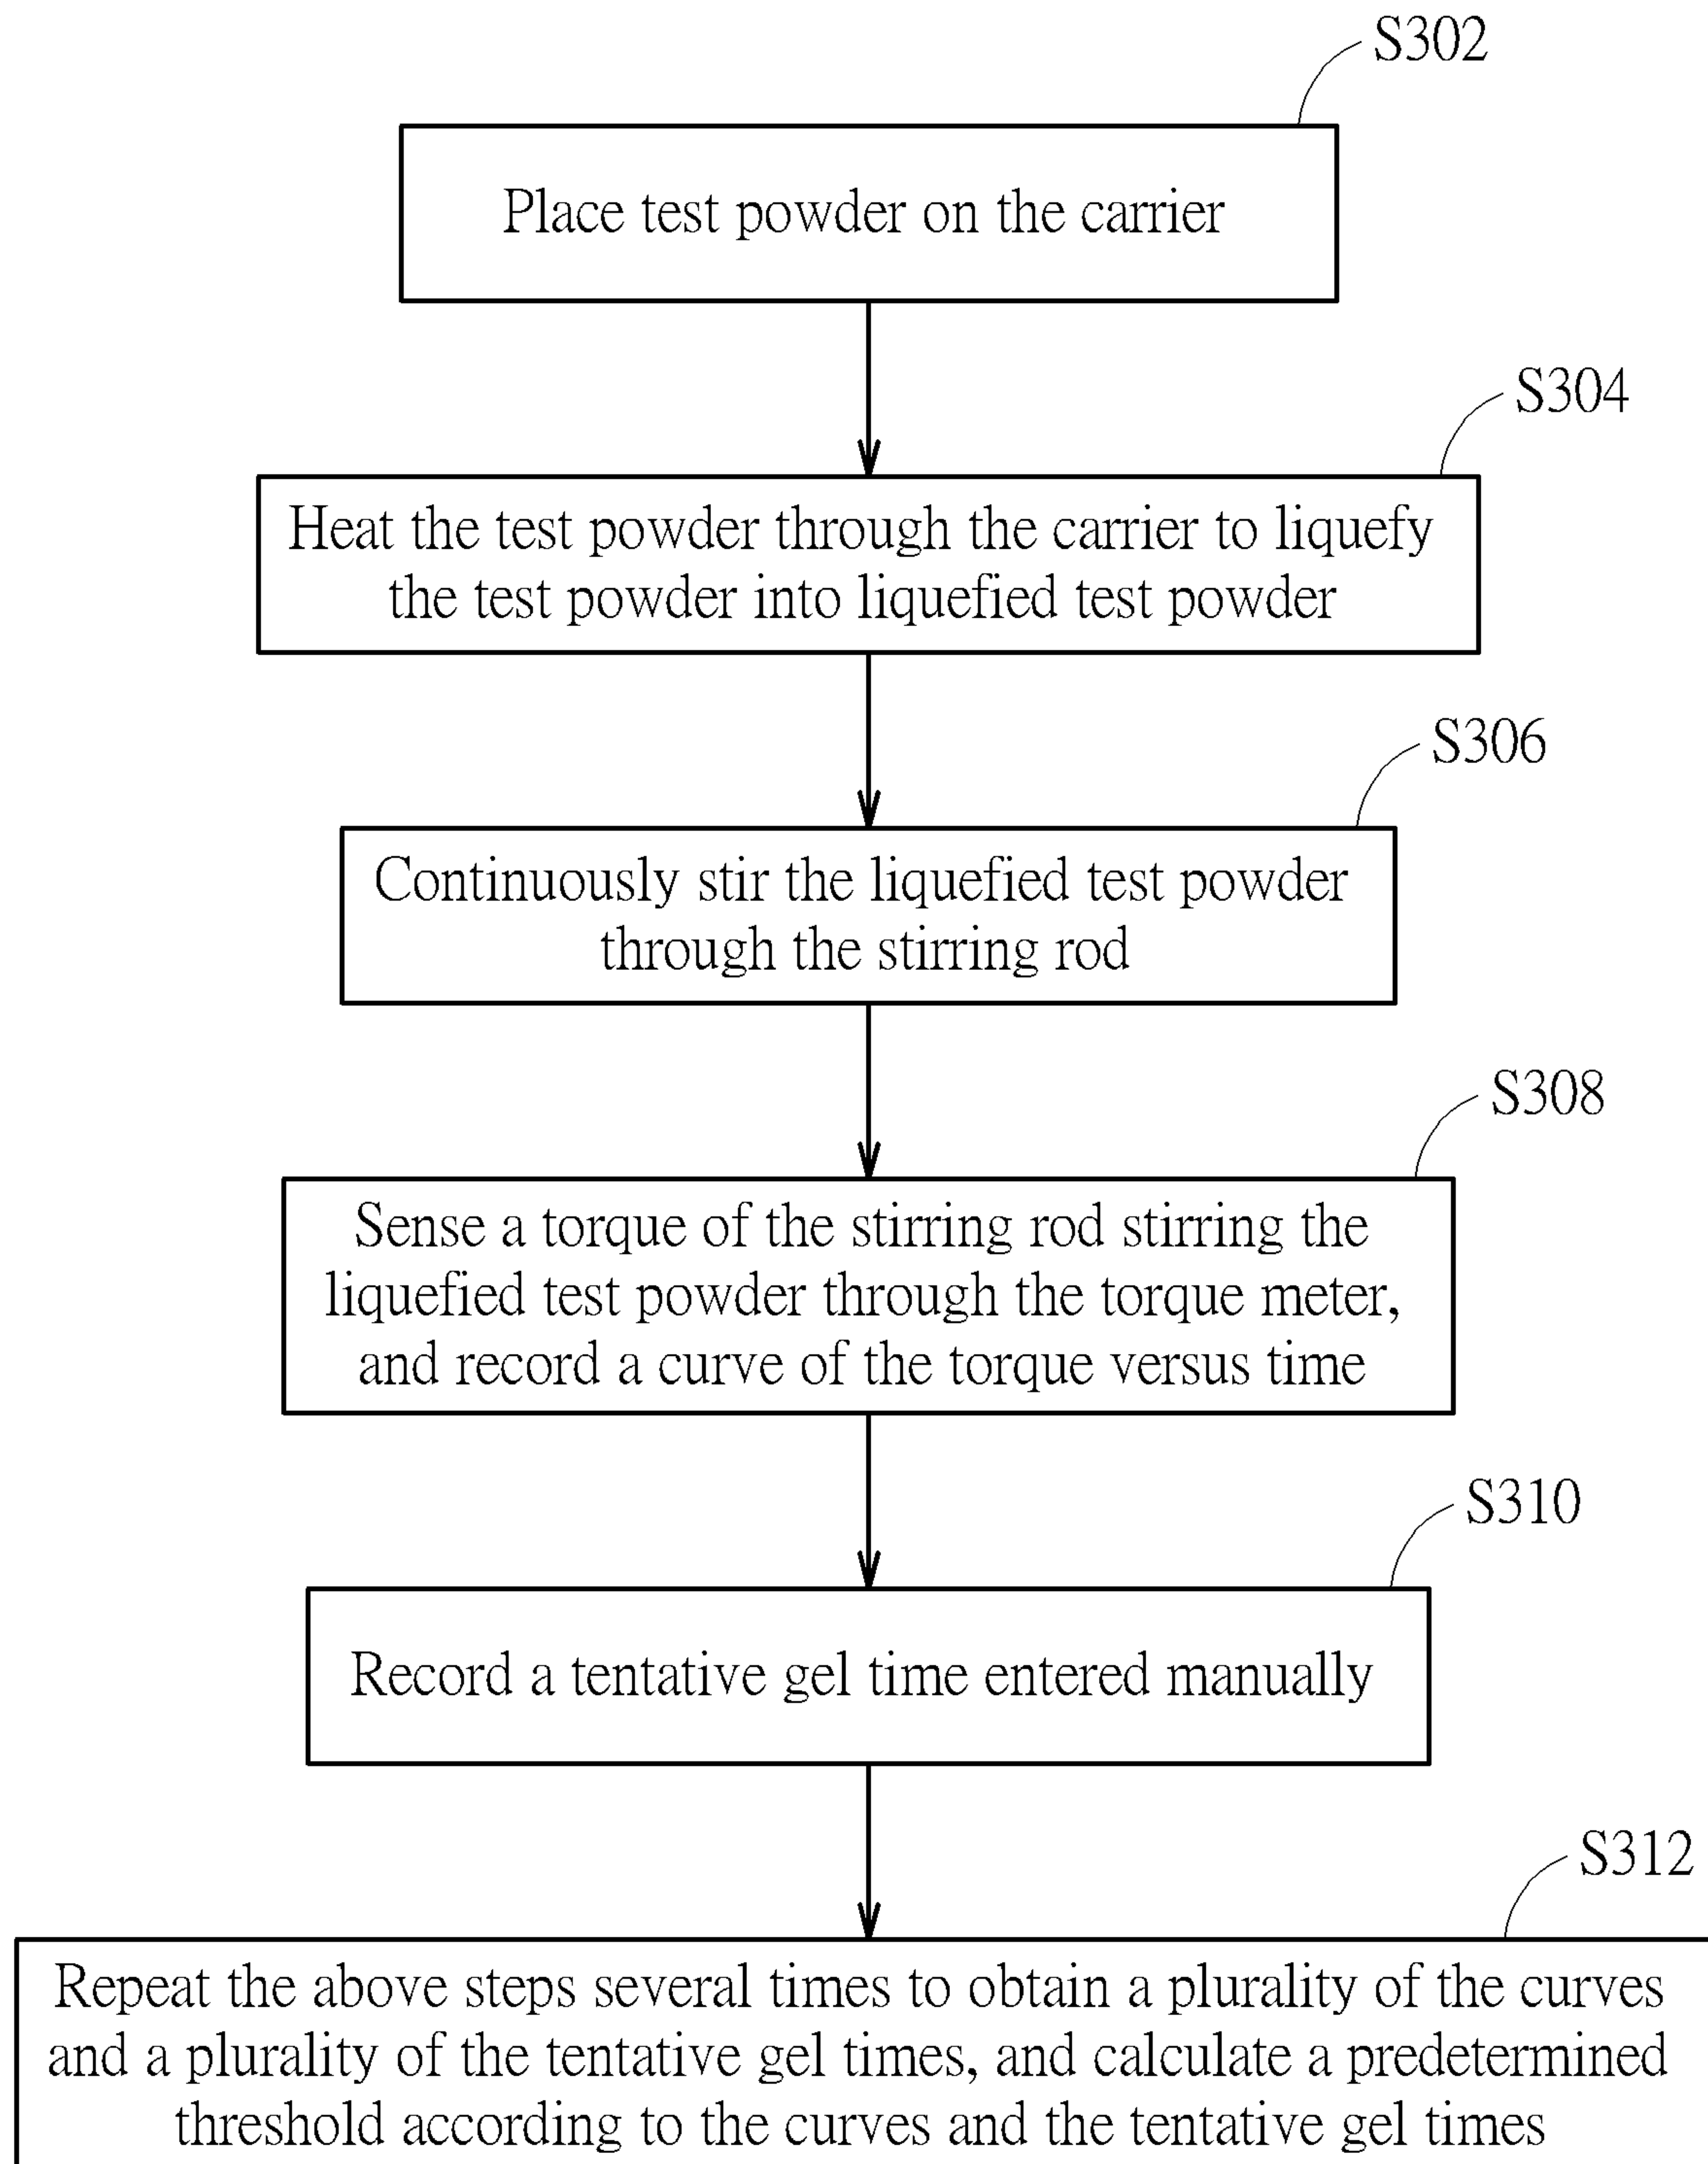 S302
Place test powder on the carrier
S304
Heat the test powder through the carrier to liquefy
the test powder into liquefied test powder
S306
Continuously stir the liquefied test powder
through the stirring rod
S308
Sense a torque of the stirring rod stirring the
liquefied test powder through the torque meter,
and record a curve of the torque versus time
S310
Record a tentative gel time entered manually
S312
Repeat the above steps several times to obtain a plurality of the curves
and a plurality of the tentative gel times, and calculate a predetermined
threshold according to the curves and the tentative gel times